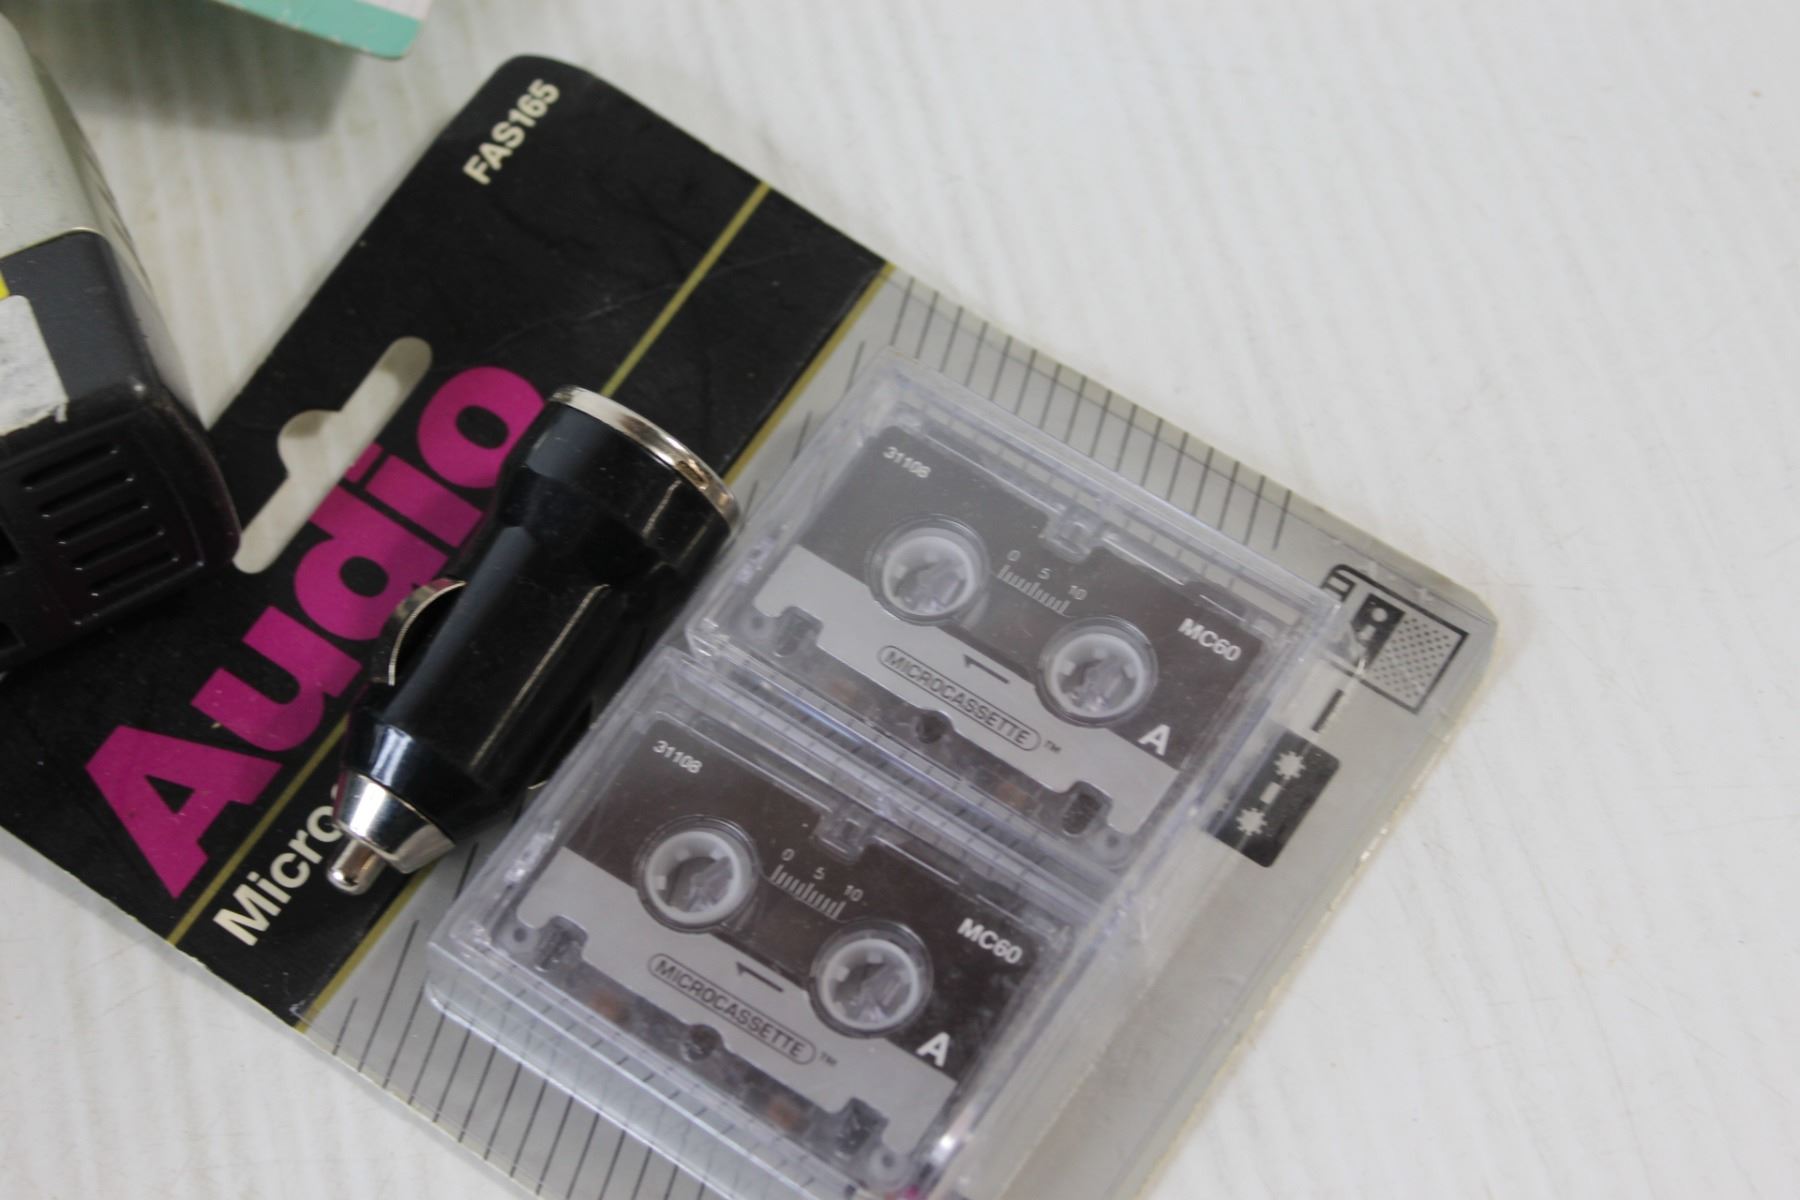 FAS165
Audio
Micro
31108
0 5 10
MC60
MICROCASSETTE™
A
31108
0 5 10
MC60
MICROCASSETTE™
A